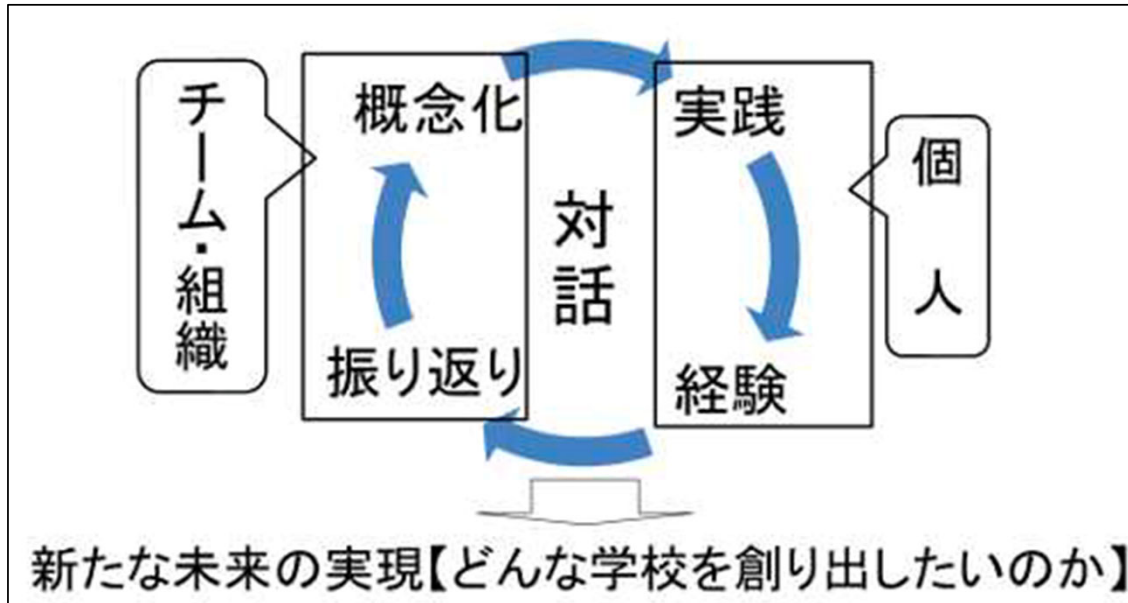 チーム・組織
概念化
振り返り
対話
実践
経験
個人
新たな未来の実現【どんな学校を創り出したいのか】